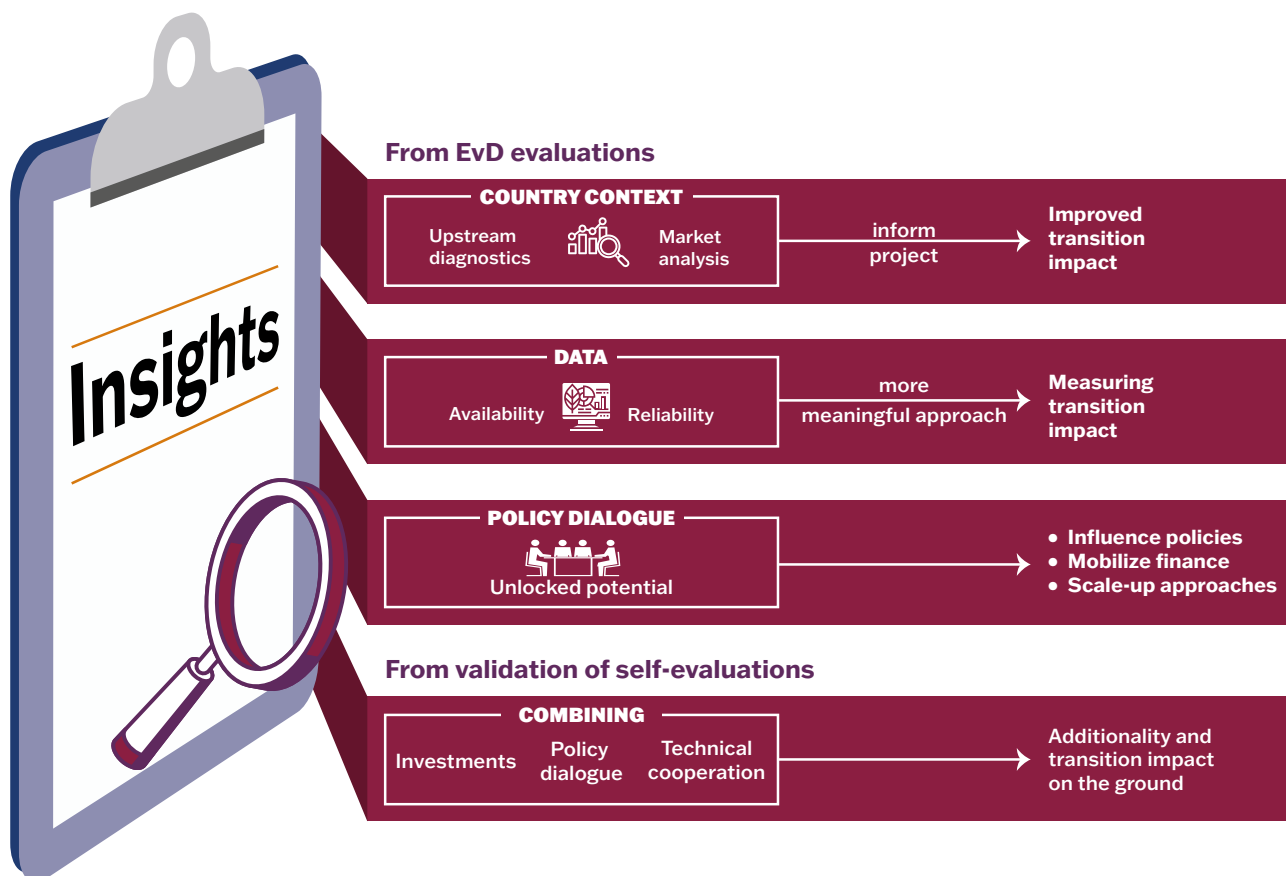 Insights
From EvD evaluations
COUNTRY CONTEXT
Upstream
diagnostics
Market
analysis
inform
project
Improved
transition
impact
DATA
Availability
Reliability
more
meaningful approach
Measuring
transition
impact
POLICY DIALOGUE
Unlocked potential
• Influence policies
• Mobilize finance
• Scale-up approaches
From validation of self-evaluations
COMBINING
Investments
Policy
dialogue
Technical
cooperation
Additionality and
transition impact
on the ground